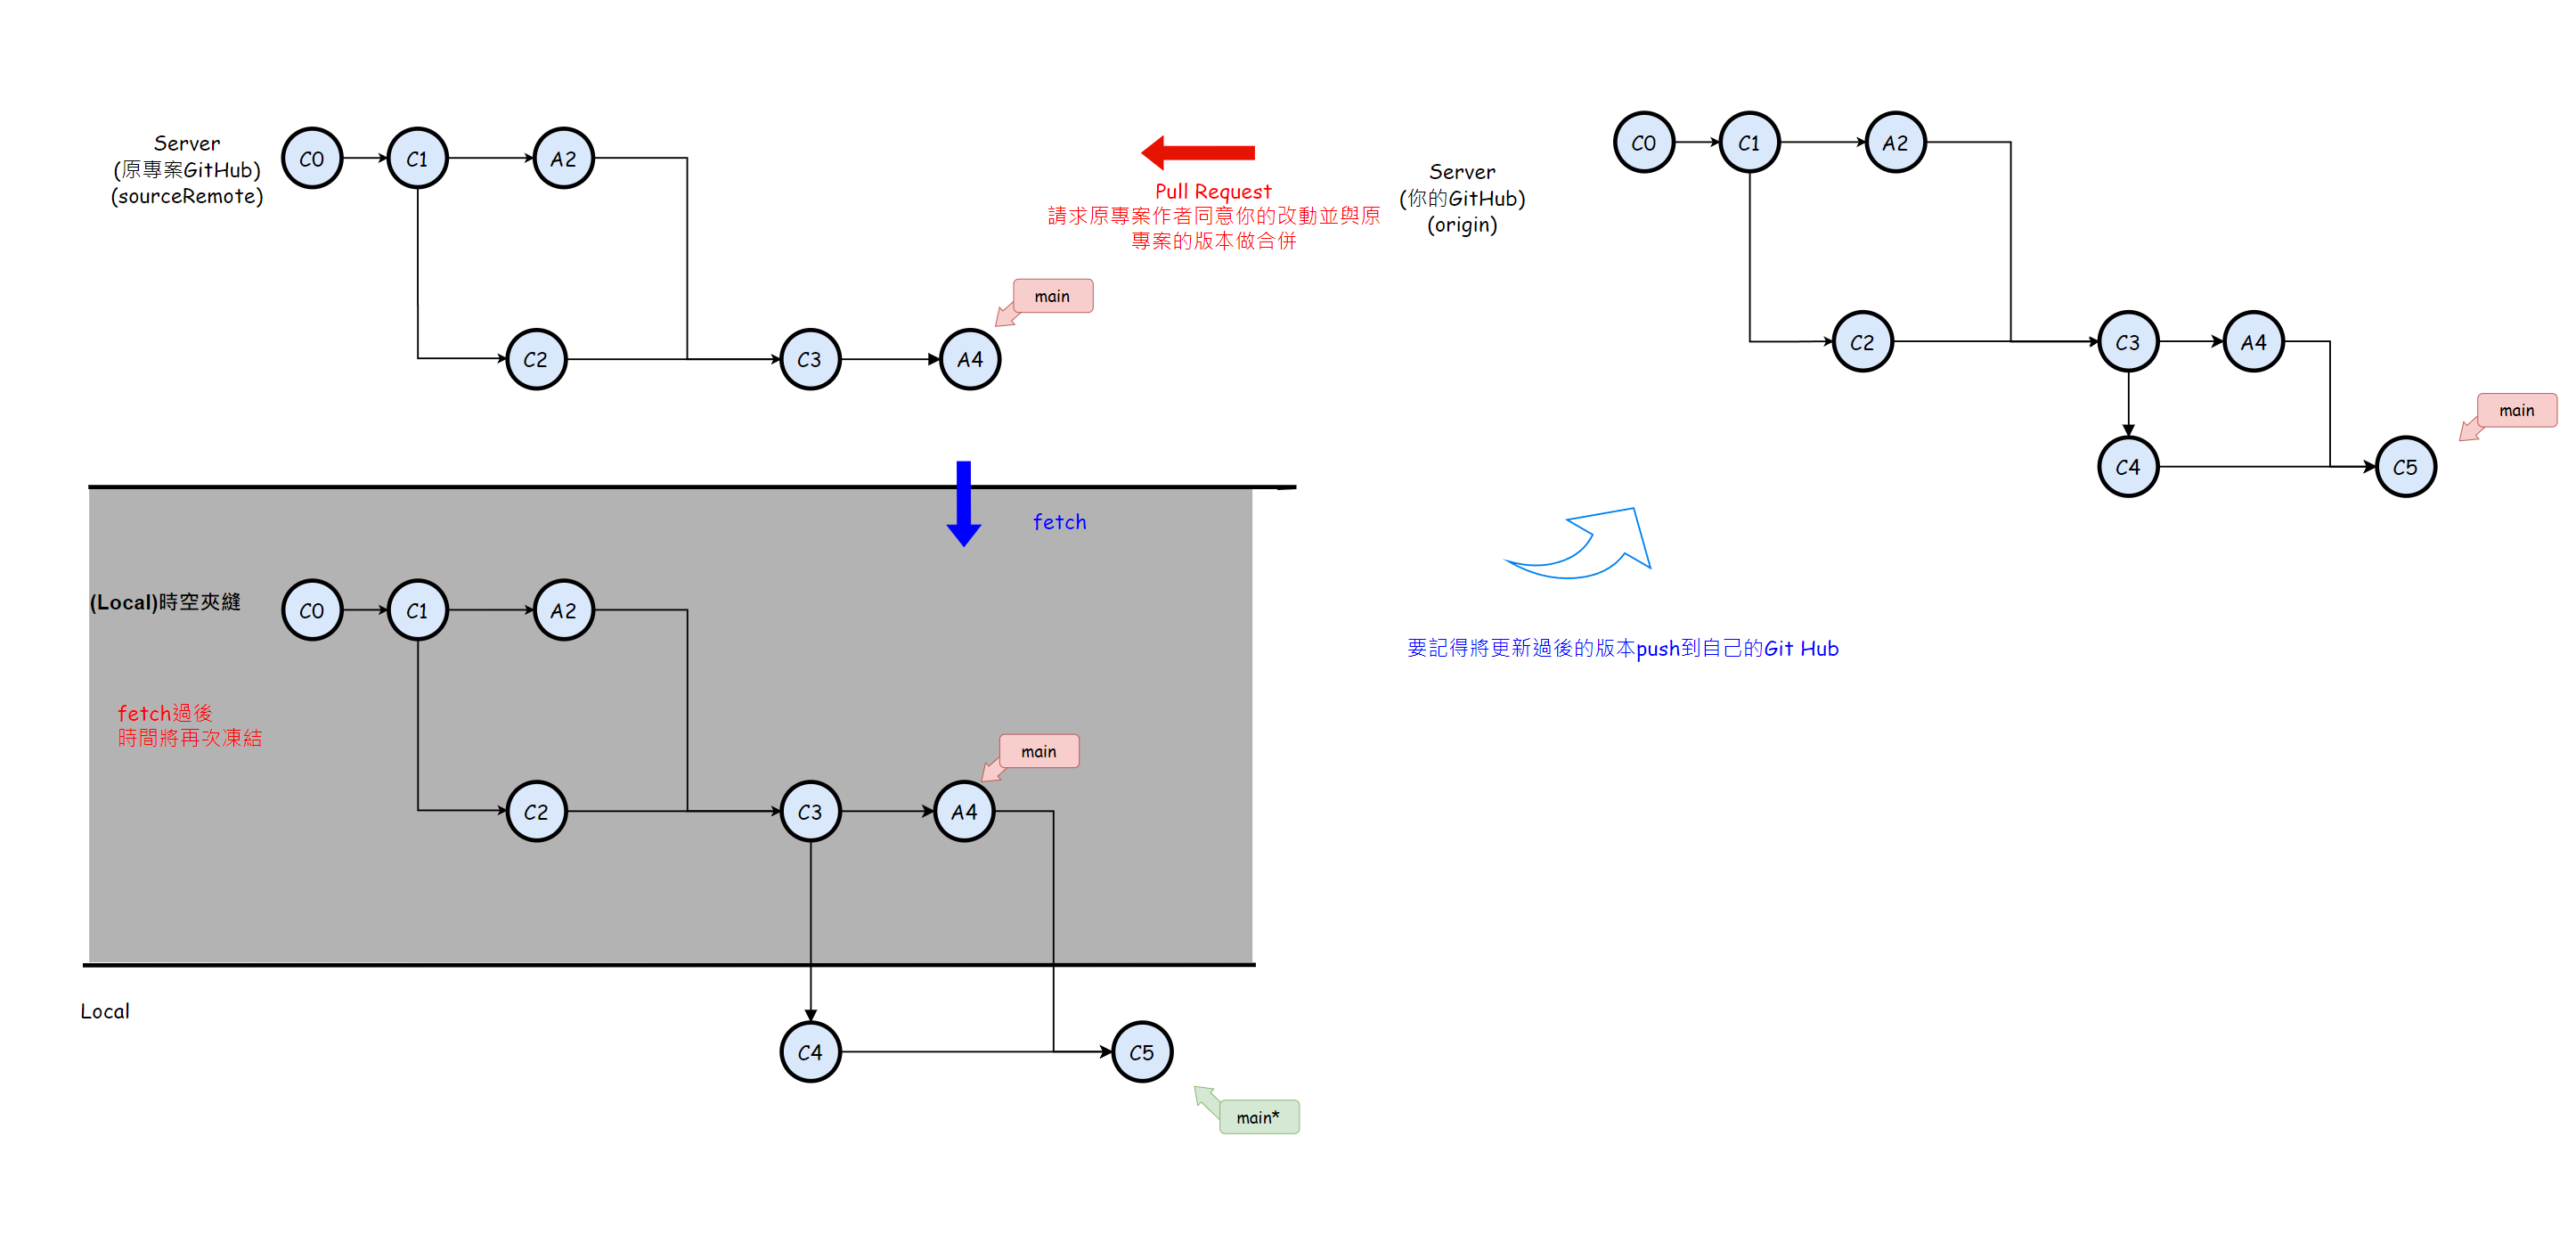 Server
(原專案GitHub)
(sourceRemote)
C0
C1
A2
C2
C3
A4
main
Pull Request
請求原專案作者同意你的改動並與原
專案的版本做合併
Server
(你的GitHub)
(origin)
C0
C1
A2
C2
C3
A4
C4
C5
main
fetch
(Local)時空夾縫
C0
C1
A2
fetch過後
時間將再次凍結
C2
C3
A4
main
要記得將更新過後的版本push到自己的Git Hub
Local
C4
C5
main*